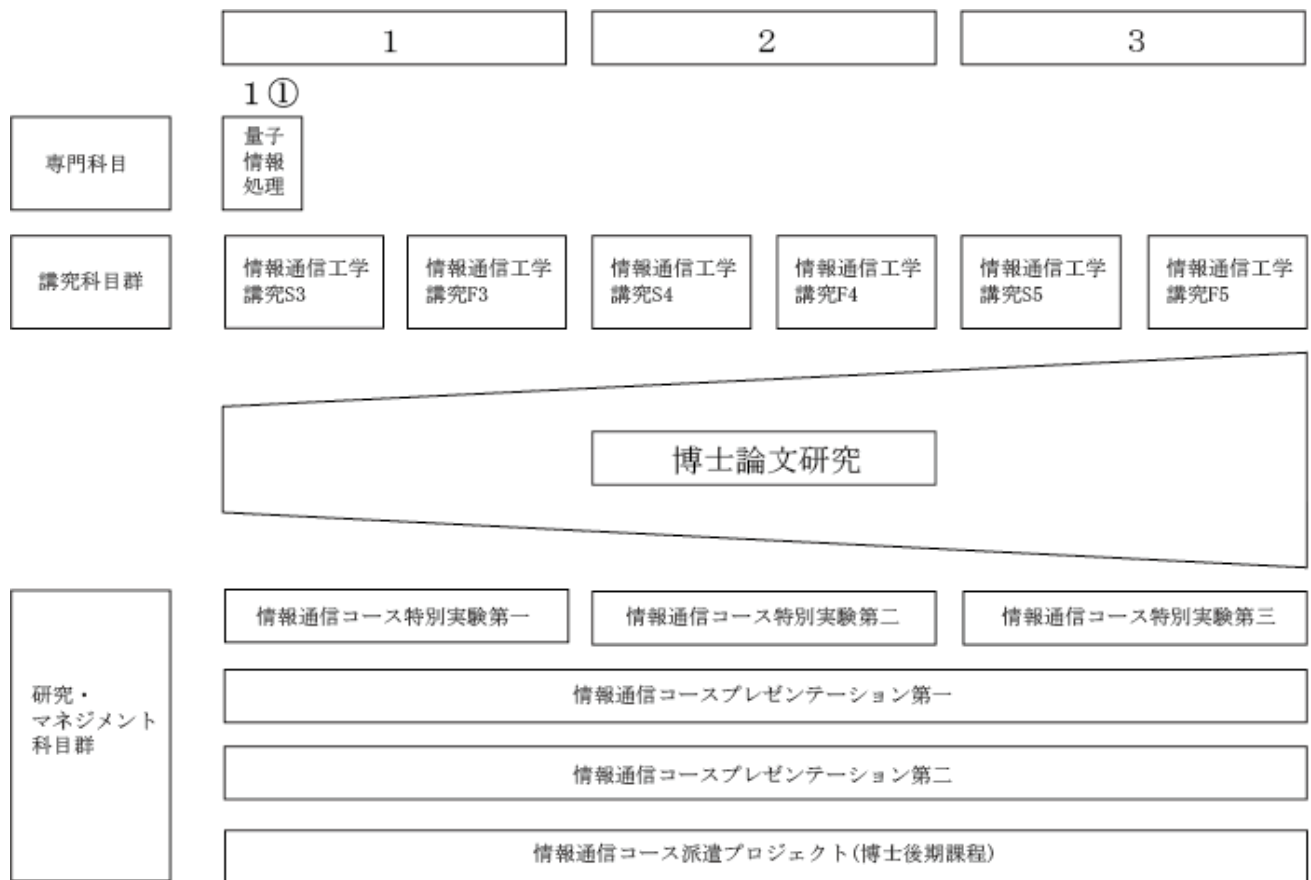 1
2
3
1①
専門科目
量子
情報
処理
講究科目群
情報通信工学
講究S3
情報通信工学
講究F3
情報通信工学
講究S4
情報通信工学
講究F4
情報通信工学
講究S5
情報通信工学
講究F5
博士論文研究
研究・
マネジメント
科目群
情報通信コース特別実験第一
情報通信コース特別実験第二
情報通信コース特別実験第三
情報通信コースプレゼンテーション第一
情報通信コースプレゼンテーション第二
情報通信コース派遣プロジェクト(博士後期課程)